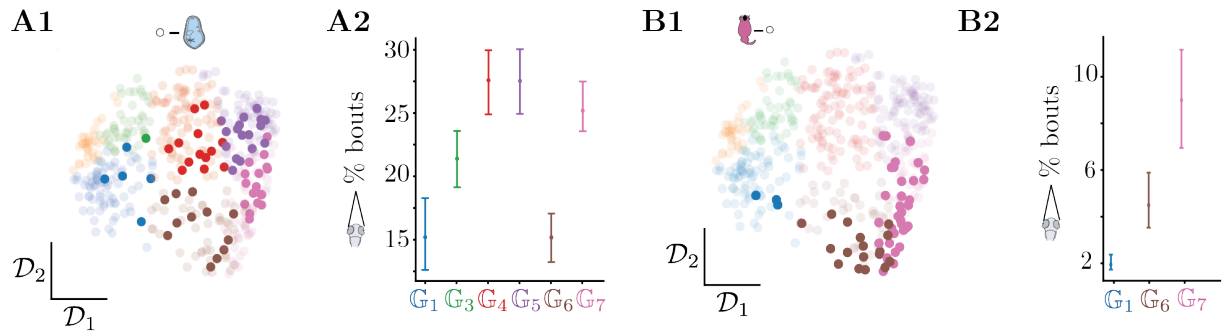 A1
𝒟₂
𝒟₁
A2
% bouts
30
25
20
15
𝔾₁ 𝔾₃ 𝔾₄ 𝔾₅ 𝔾₆ 𝔾₇
B1
𝒟₂
𝒟₁
B2
% bouts
10
6
2
𝔾₁ 𝔾₆ 𝔾₇